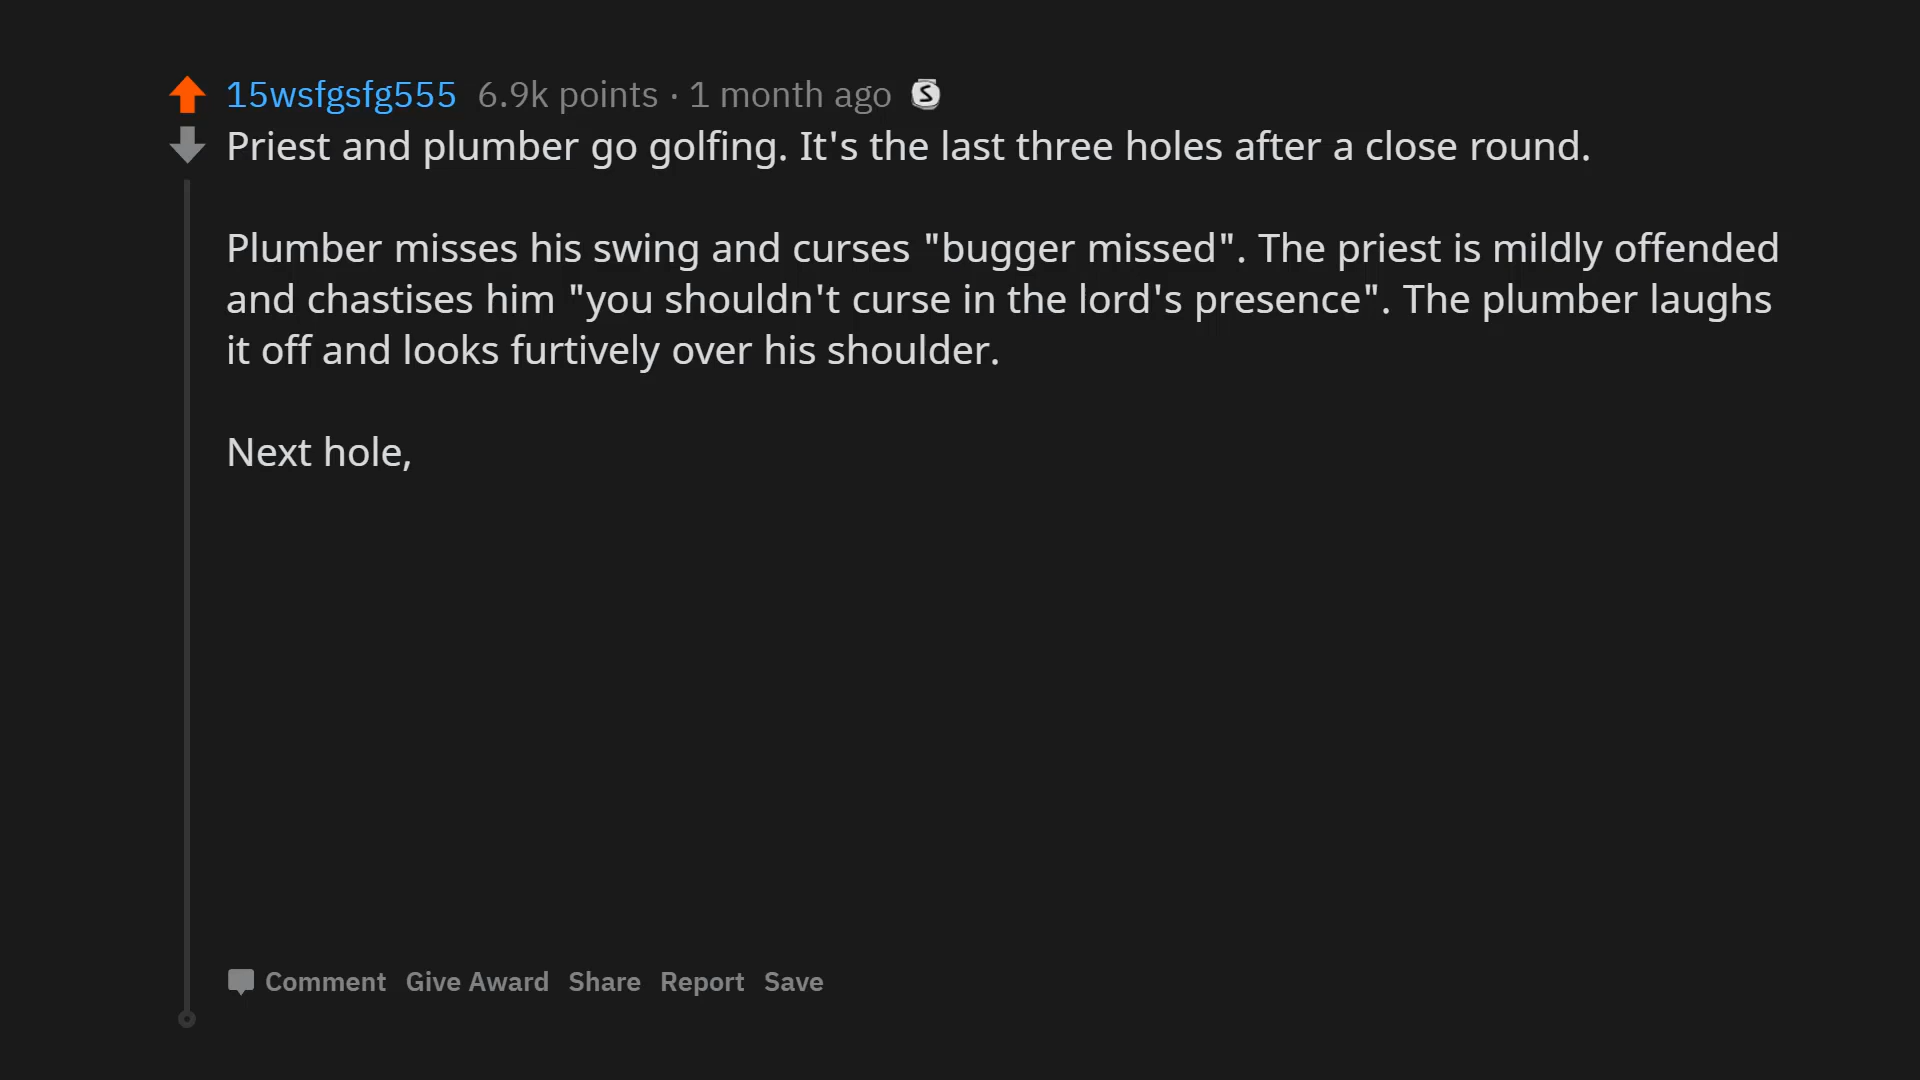 15wsfgsfg555 6.9k points · 1 month ago S
Priest and plumber go golfing. It's the last three holes after a close round.
Plumber misses his swing and curses "bugger missed". The priest is mildly offended
and chastises him "you shouldn't curse in the lord's presence". The plumber laughs
it off and looks furtively over his shoulder.
Next hole,
Comment Give Award Share Report Save